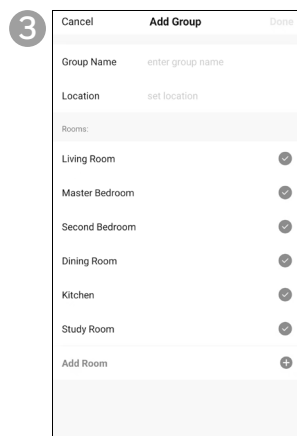 3
Cancel Add Group Done
Group Name enter group name
Location set location
Rooms:
Living Room
Master Bedroom
Second Bedroom
Dining Room
Kitchen
Study Room
Add Room